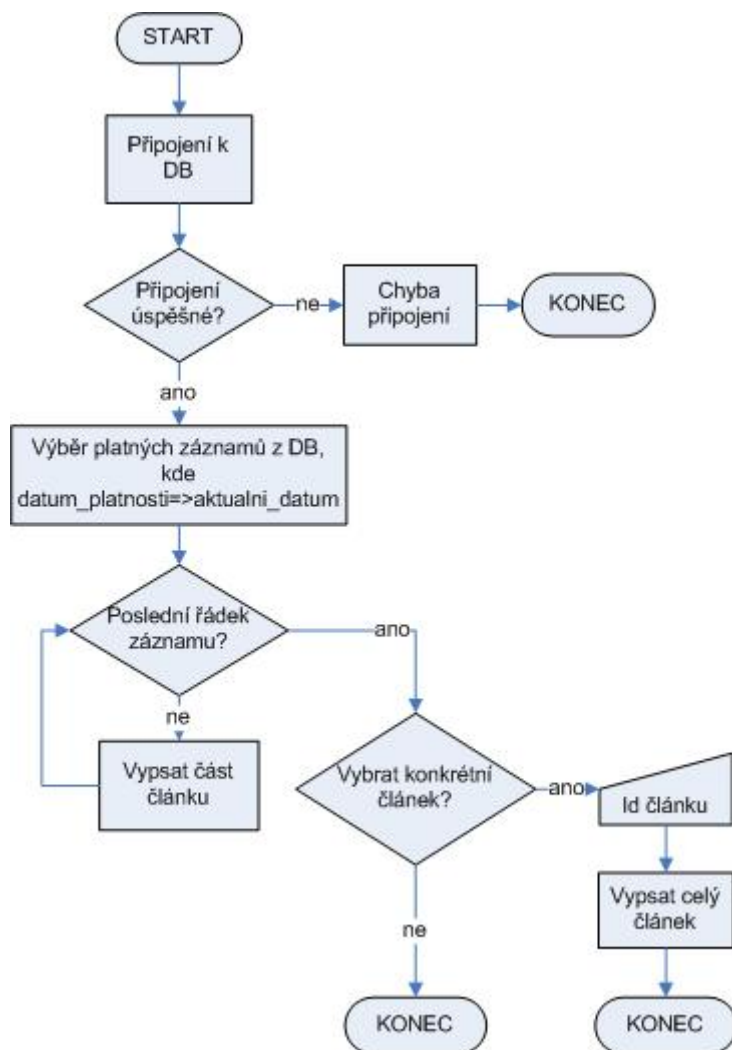 START
Připojení k
DB
Připojení
úspěšné?
ne
Chyba
připojení
KONEC
ano
Výběr platných záznamů z DB,
kde
datum_platnosti=>aktualni_datum
Poslední řádek
záznamu?
ano
ne
Vypsat část
článku
Vybrat konkrétní
článek?
ano
Id článku
Vypsat celý
článek
ne
KONEC
KONEC